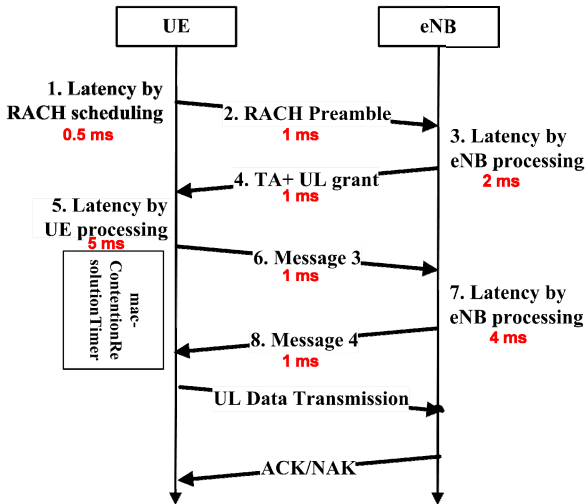 UE
eNB
1. Latency by
RACH scheduling
0.5 ms
2. RACH Preamble
1 ms
3. Latency by
eNB processing
2 ms
4. TA+ UL grant
1 ms
5. Latency by
UE processing
5 ms
6. Message 3
1 ms
mac-
ContentionRe
solutionTimer
7. Latency by
eNB processing
4 ms
8. Message 4
1 ms
UL Data Transmission
ACK/NAK